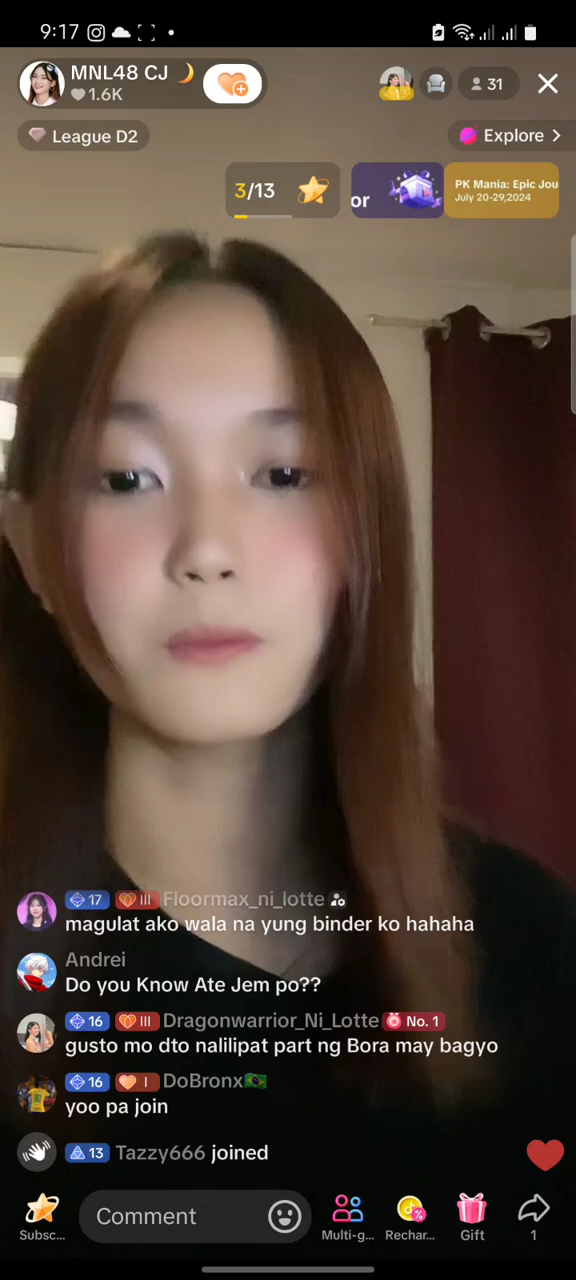 9:17
MNL48 CJ 🌙
1.6K
31
League D2
Explore >
3/13
or
PK Mania: Epic Jou
July 20-29,2024
17 III Floormax_ni_lotte
magulat ako wala na yung binder ko hahaha
Andrei
Do you Know Ate Jem po??
16 III Dragonwarrior_Ni_Lotte No. 1
gusto mo dto nalilipat part ng Bora may bagyo
16 I DoBronx🇧🇷
yoo pa join
13 Tazzy666 joined
Comment
Subsc... Multi-g... Rechar... Gift 1